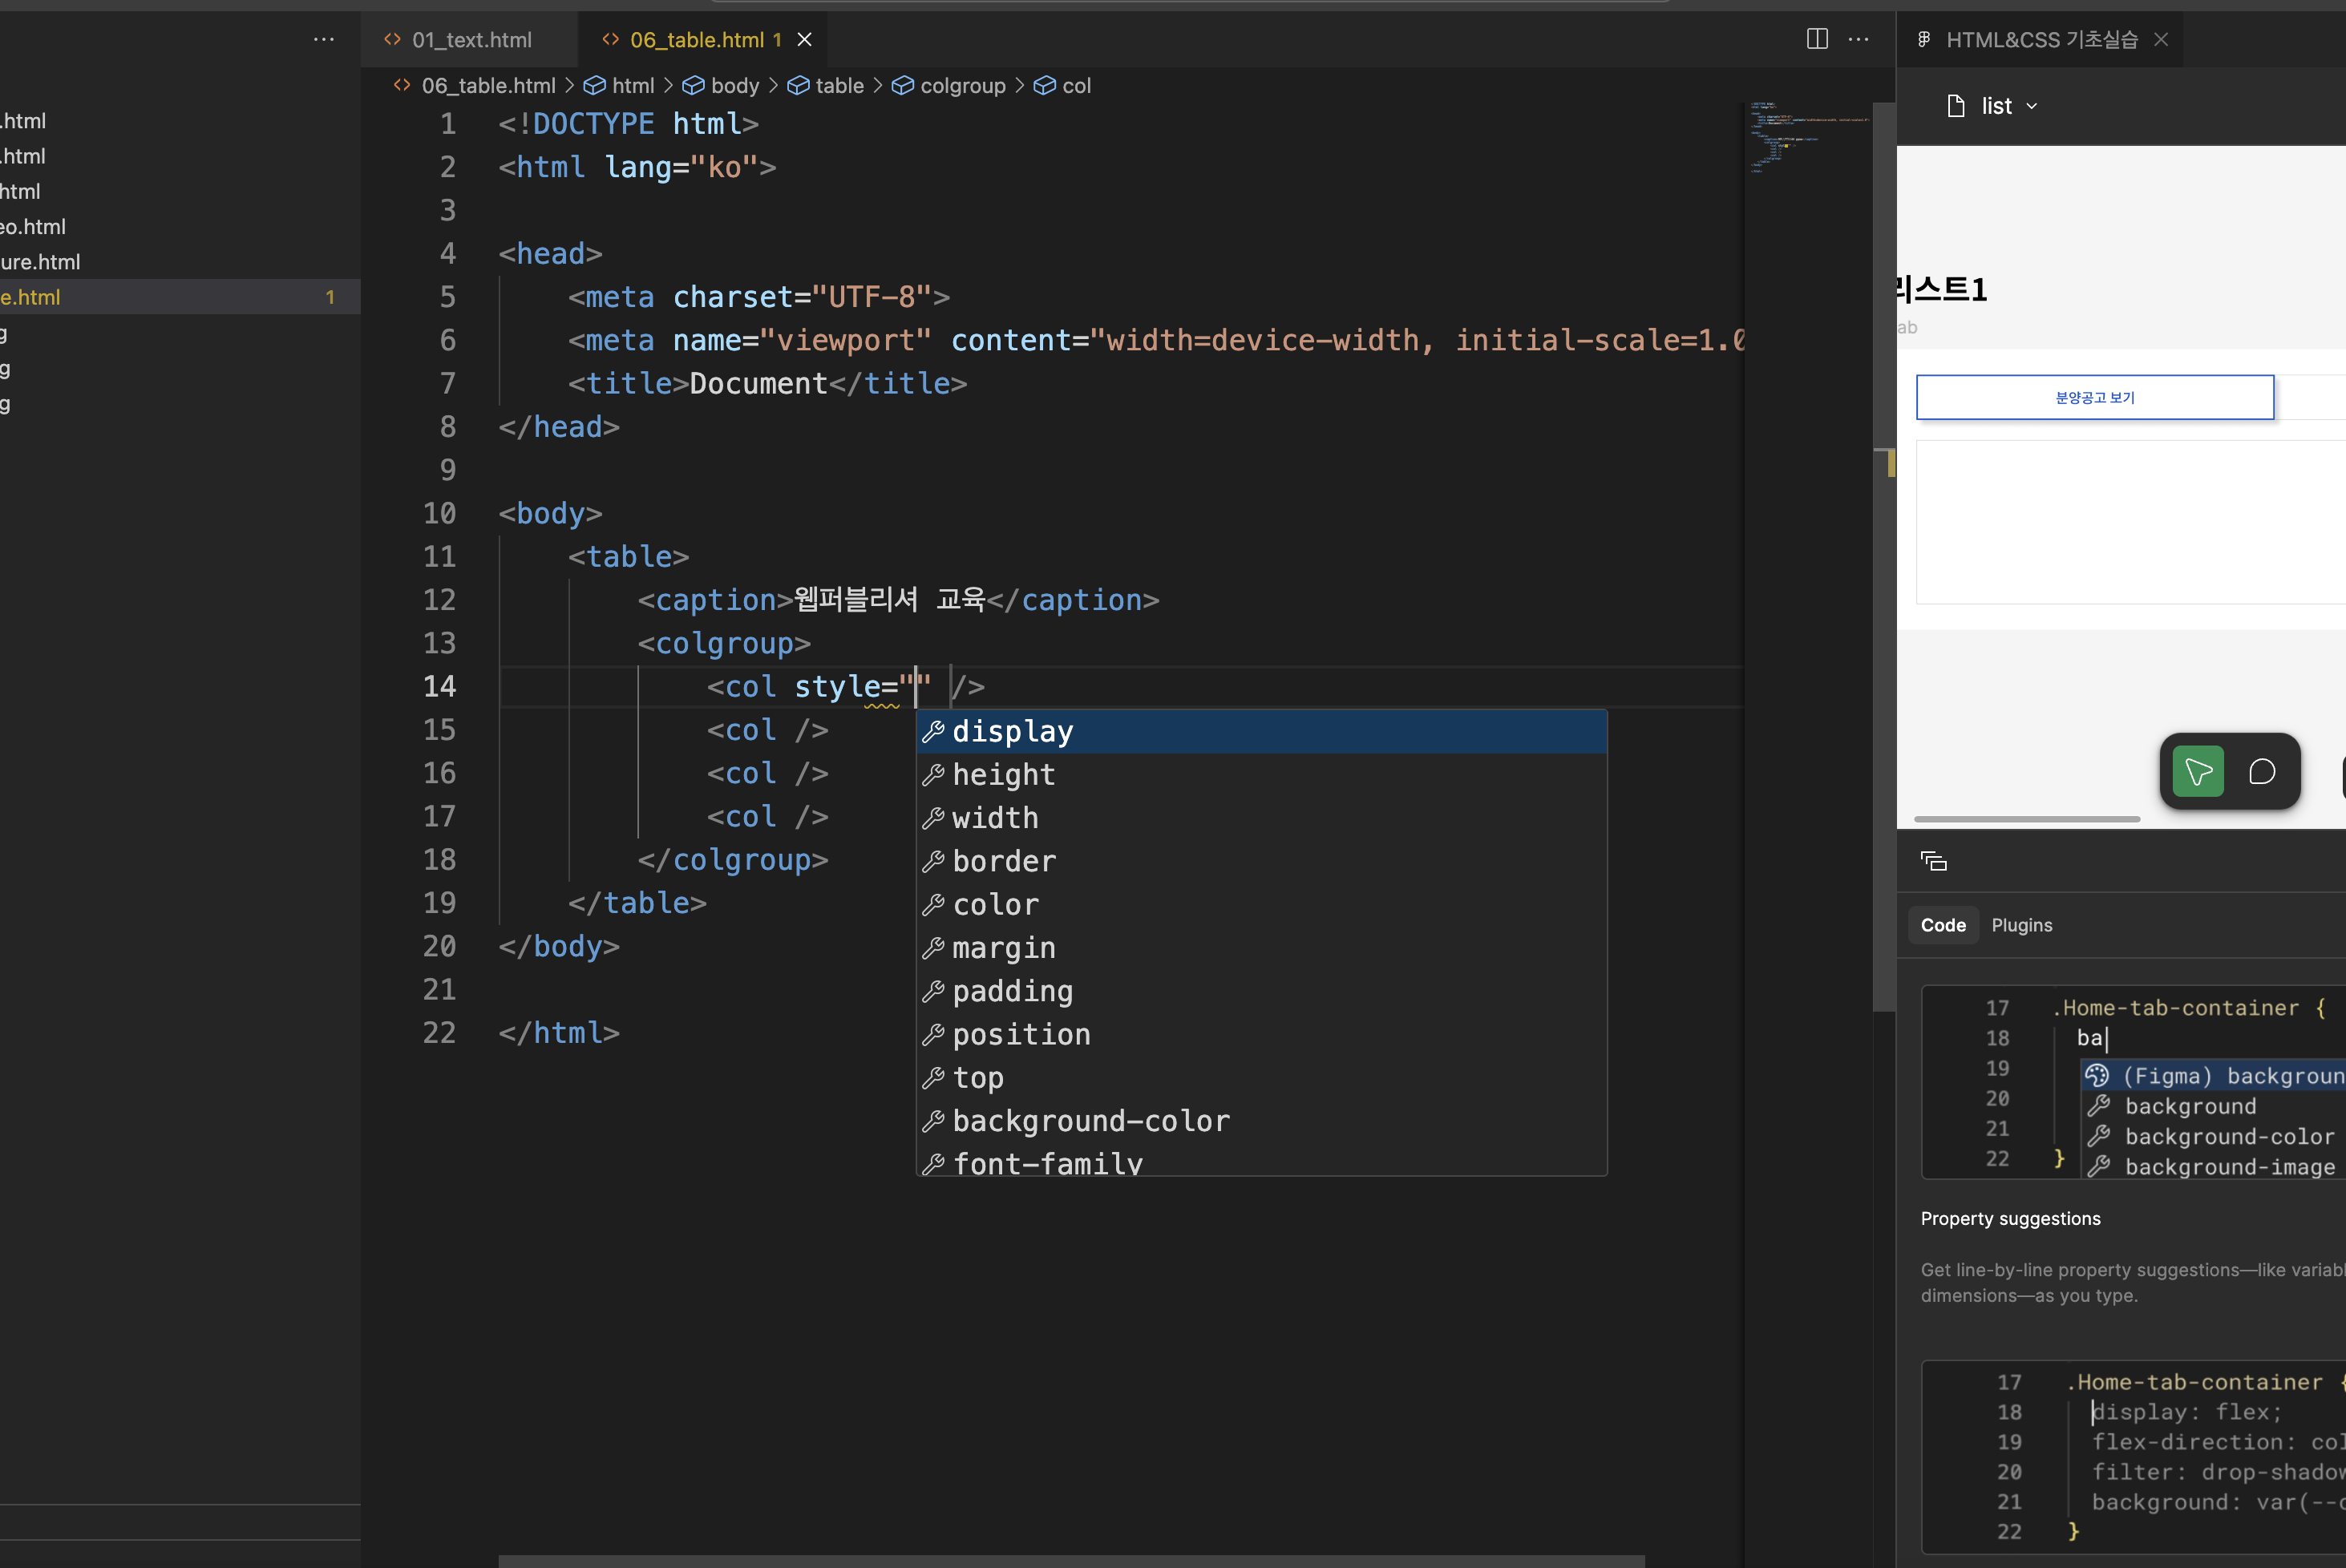 01_text.html
06_table.html 1
06_table.html > html > body > table > colgroup > col
.html
.html
html
eo.html
ure.html
e.html 1
g
g
g
1 <!DOCTYPE html>
2 <html lang="ko">
3
4 <head>
5 <meta charset="UTF-8">
6 <meta name="viewport" content="width=device-width, initial-scale=1.0
7 <title>Document</title>
8 </head>
9
10 <body>
11 <table>
12 <caption>웹퍼블리셔 교육</caption>
13 <colgroup>
14 <col style="" />
15 <col />
16 <col />
17 <col />
18 </colgroup>
19 </table>
20 </body>
21
22 </html>
display
height
width
border
color
margin
padding
position
top
background-color
font-family
HTML&CSS 기초실습
list
리스트1
ab
분양공고 보기
Code Plugins
17 .Home-tab-container {
18 ba
19 (Figma) backgroun
20 background
21 background-color
22 } background-image
Property suggestions
Get line-by-line property suggestions—like variabl
dimensions—as you type.
17 .Home-tab-container {
18 display: flex;
19 flex-direction: col
20 filter: drop-shadow
21 background: var(--c
22 }